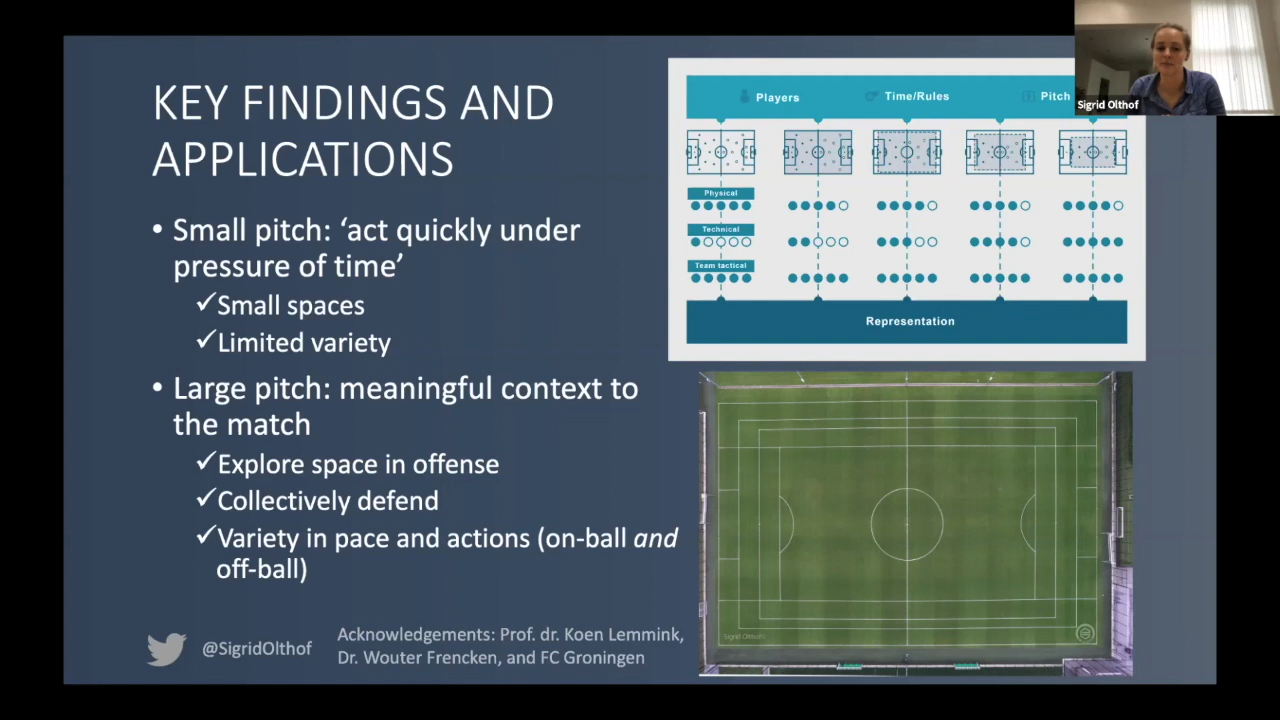 KEY FINDINGS AND
APPLICATIONS
• Small pitch: ‘act quickly under
pressure of time’
✓Small spaces
✓Limited variety
• Large pitch: meaningful context to
the match
✓Explore space in offense
✓Collectively defend
✓Variety in pace and actions (on-ball and
off-ball)
@SigridOlthof
Acknowledgements: Prof. dr. Koen Lemmink,
Dr. Wouter Frencken, and FC Groningen
Players
Time/Rules
Pitch
Physical
Technical
Team tactical
Representation
Sigrid Olthof
Sigrid Olthof